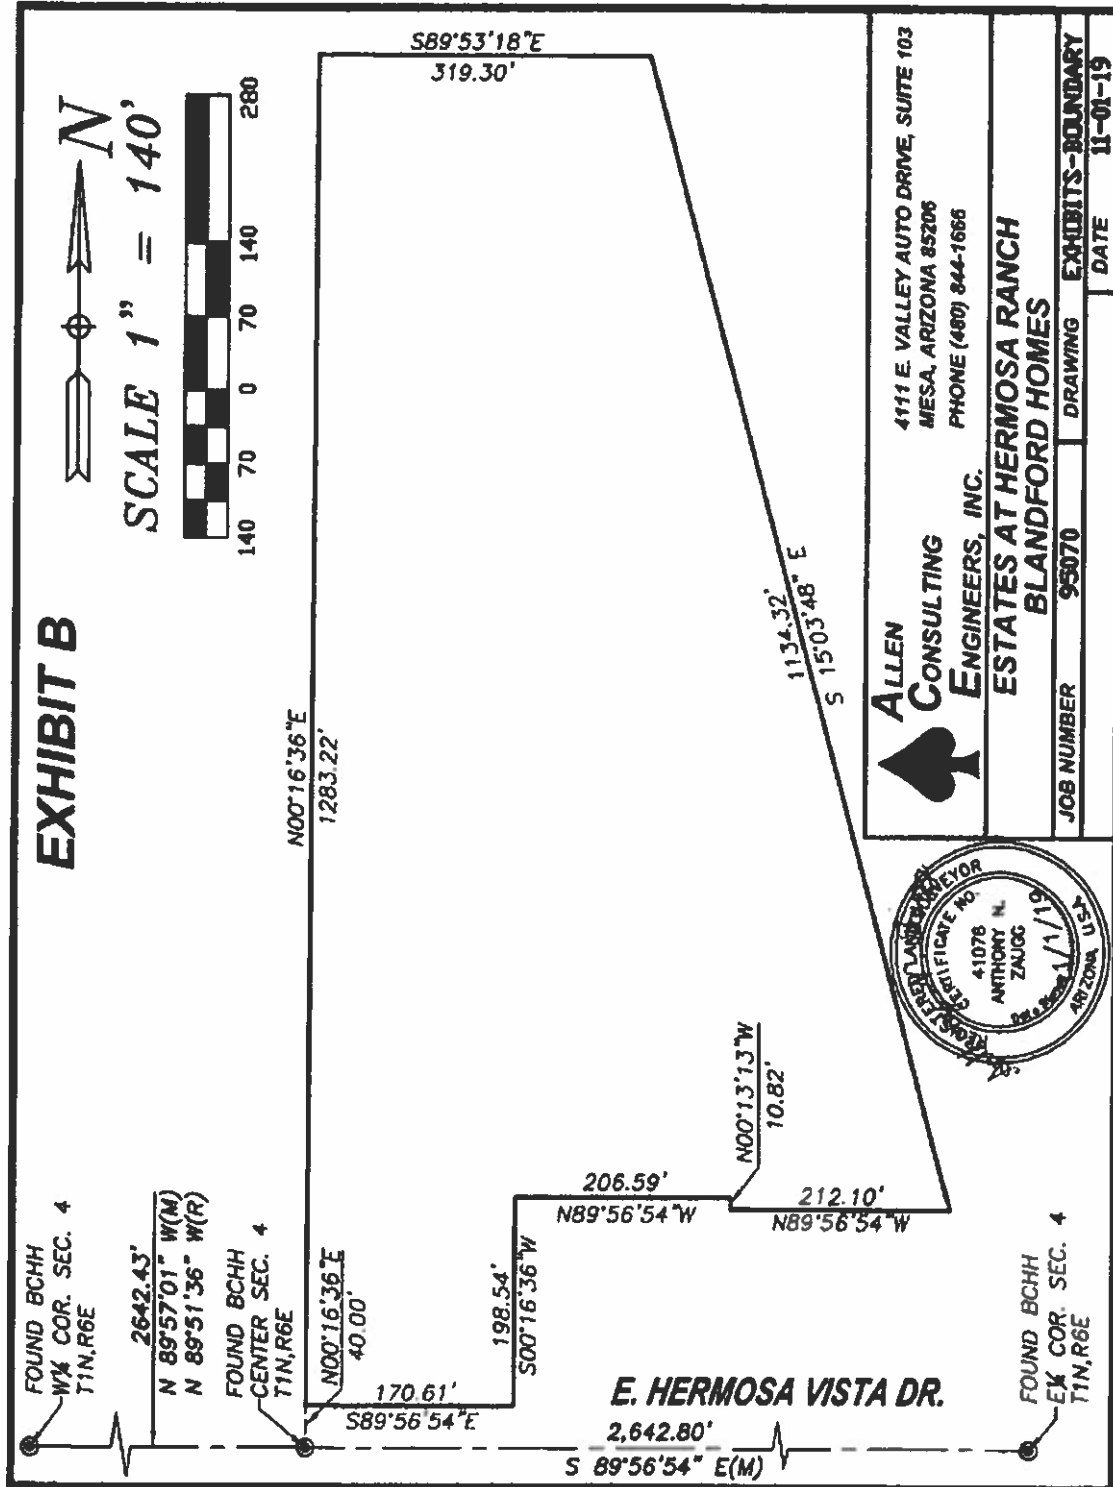 EXHIBIT B
N
SCALE 1" = 140'
140 70 0 70 140 280
FOUND BCHH
W¼ COR. SEC. 4
T1N,R6E
2642.43'
N 89°57'01" W(M)
N 89°51'36" W(R)
FOUND BCHH
CENTER SEC. 4
T1N,R6E
N00°16'36"E
40.00'
N00°16'36"E
1283.22'
S89°53'18"E
319.30'
1134.32'
S 15°03'48" E
212.10'
N89°56'54"W
N00°13'13"W
10.82'
206.59'
N89°56'54"W
198.54'
S00°16'36"W
170.61'
S89°56'54"E
E. HERMOSA VISTA DR.
2,642.80'
S 89°56'54" E(M)
FOUND BCHH
E¼ COR. SEC. 4
T1N,R6E
REGISTERED LAND SURVEYOR
CERTIFICATE NO.
41076
ANTHONY N.
ZAUGG
ARIZONA U.S.A.
ALLEN
CONSULTING
ENGINEERS, INC.
4111 E. VALLEY AUTO DRIVE, SUITE 103
MESA, ARIZONA 85206
PHONE (480) 844-1666
ESTATES AT HERMOSA RANCH
BLANDFORD HOMES
JOB NUMBER 95070 DRAWING EXHIBITS-BOUNDARY
DATE 11-01-19